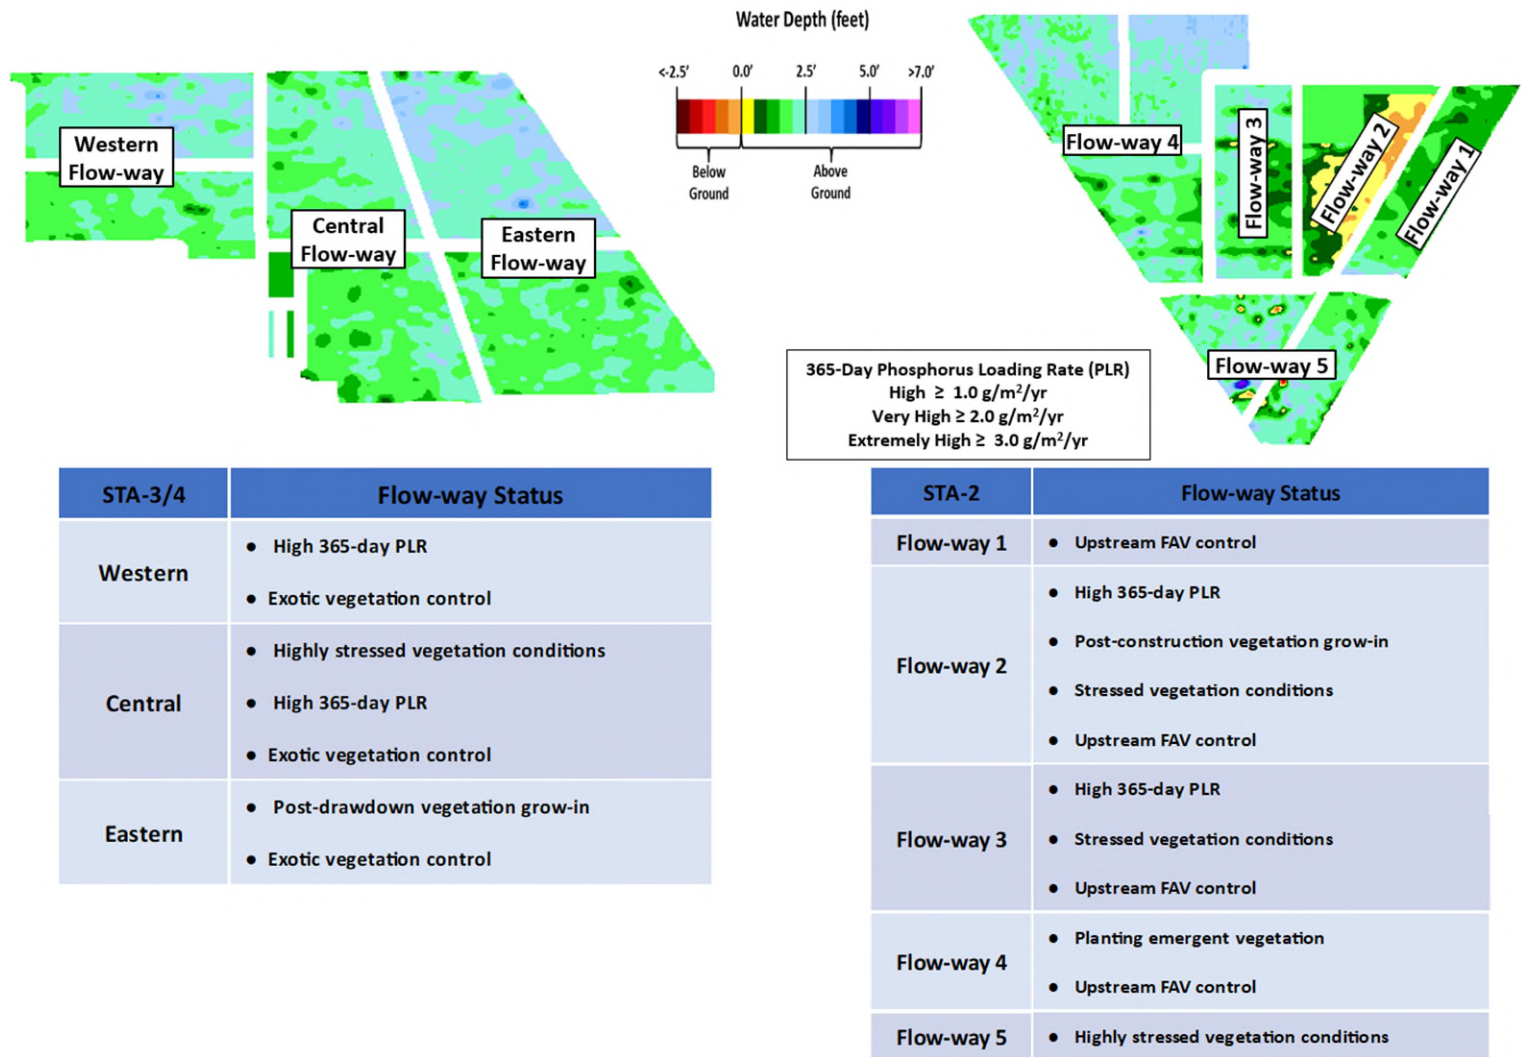 Water Depth (feet)
<-2.5' 0.0' 2.5' 5.0' >7.0'
Below
Ground
Above
Ground
Western
Flow-way
Central
Flow-way
Eastern
Flow-way
Flow-way 4
Flow-way 3
Flow-way 2
Flow-way 1
Flow-way 5
365-Day Phosphorus Loading Rate (PLR)
High ≥ 1.0 g/m²/yr
Very High ≥ 2.0 g/m²/yr
Extremely High ≥ 3.0 g/m²/yr
STA-3/4 Flow-way Status
Western
● High 365-day PLR
● Exotic vegetation control
Central
● Highly stressed vegetation conditions
● High 365-day PLR
● Exotic vegetation control
Eastern
● Post-drawdown vegetation grow-in
● Exotic vegetation control
STA-2 Flow-way Status
Flow-way 1
● Upstream FAV control
Flow-way 2
● High 365-day PLR
● Post-construction vegetation grow-in
● Stressed vegetation conditions
● Upstream FAV control
Flow-way 3
● High 365-day PLR
● Stressed vegetation conditions
● Upstream FAV control
Flow-way 4
● Planting emergent vegetation
● Upstream FAV control
Flow-way 5
● Highly stressed vegetation conditions